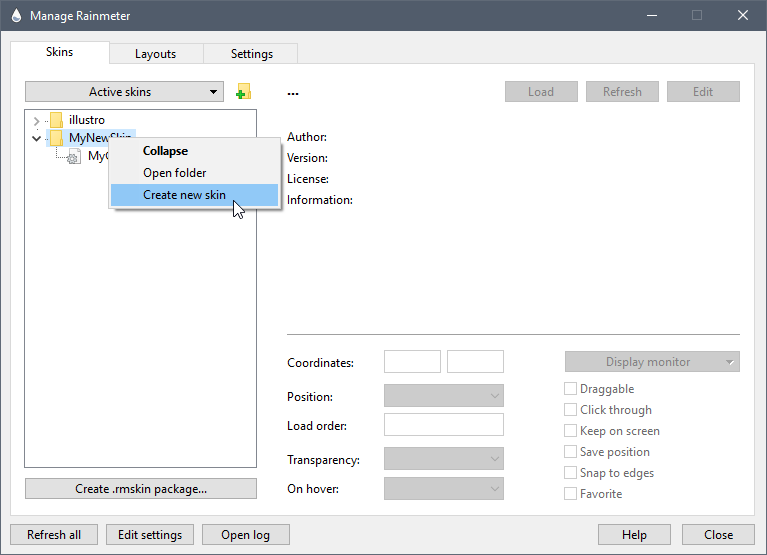 Manage Rainmeter
Skins Layouts Settings
Active skins
...
Load Refresh Edit
illustro
MyNewSkin
Collapse
Open folder
Create new skin
Author:
Version:
License:
Information:
Coordinates:
Display monitor
Position:
Draggable
Click through
Load order:
Keep on screen
Save position
Transparency:
Snap to edges
On hover:
Favorite
Create .rmskin package...
Refresh all Edit settings Open log Help Close